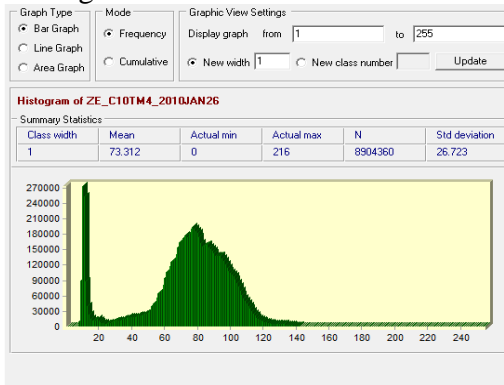 Graph Type
Mode
Graphic View Settings
Bar Graph
Frequency
Display graph from 1 to 255
Line Graph
Area Graph
Cumulative
New width 1 New class number Update
Histogram of ZE_C10TM4_2010JAN26
Summary Statistics
Class width Mean Actual min Actual max N Std deviation
1 73.312 0 216 8904360 26.723
270000
240000
210000
180000
150000
120000
90000
60000
30000
0
20 40 60 80 100 120 140 160 180 200 220 240